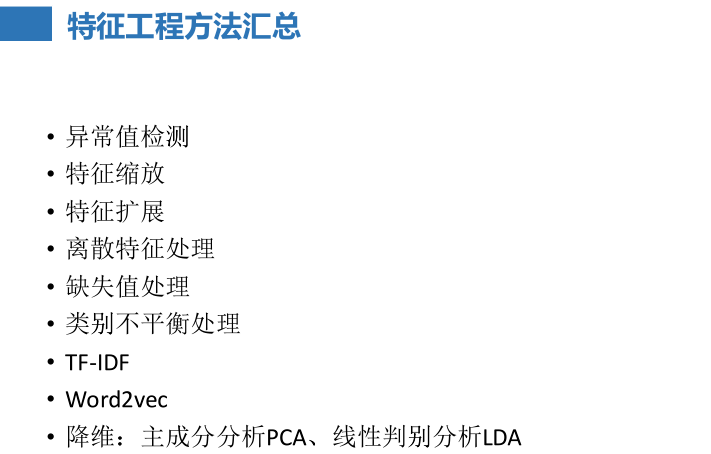 特征工程方法汇总
• 异常值检测
• 特征缩放
• 特征扩展
• 离散特征处理
• 缺失值处理
• 类别不平衡处理
• TF-IDF
• Word2vec
• 降维：主成分分析PCA、线性判别分析LDA